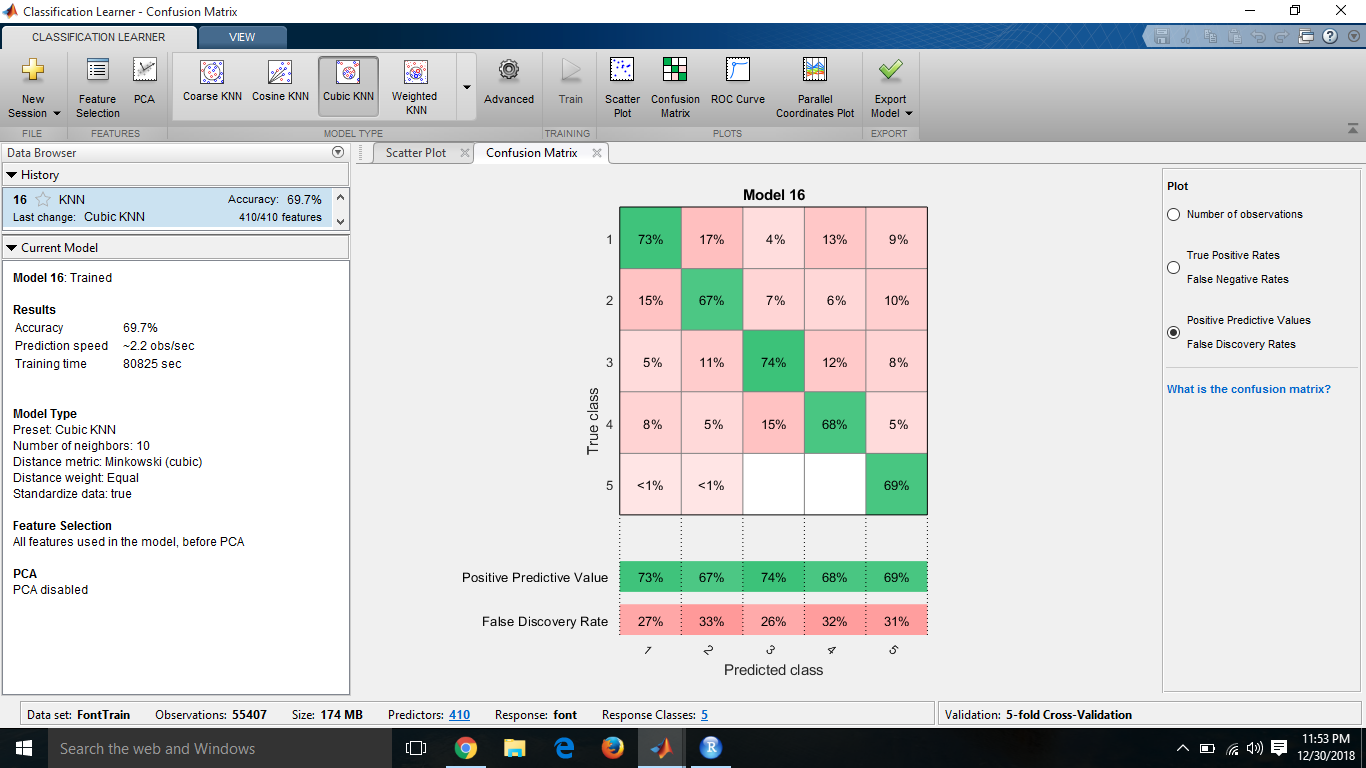 Classification Learner - Confusion Matrix
CLASSIFICATION LEARNER VIEW
New Session
Feature Selection
PCA
Coarse KNN
Cosine KNN
Cubic KNN
Weighted KNN
Advanced
Train
Scatter Plot
Confusion Matrix
ROC Curve
Parallel Coordinates Plot
Export Model
FILE FEATURES MODEL TYPE TRAINING PLOTS EXPORT
Data Browser
History
16 KNN Accuracy: 69.7%
Last change: Cubic KNN 410/410 features
Current Model
Model 16: Trained
Results
Accuracy 69.7%
Prediction speed ~2.2 obs/sec
Training time 80825 sec
Model Type
Preset: Cubic KNN
Number of neighbors: 10
Distance metric: Minkowski (cubic)
Distance weight: Equal
Standardize data: true
Feature Selection
All features used in the model, before PCA
PCA
PCA disabled
Scatter Plot Confusion Matrix
Model 16
True class
1 73% 17% 4% 13% 9%
2 15% 67% 7% 6% 10%
3 5% 11% 74% 12% 8%
4 8% 5% 15% 68% 5%
5 <1% <1% 69%
Positive Predictive Value 73% 67% 74% 68% 69%
False Discovery Rate 27% 33% 26% 32% 31%
1 2 3 4 5
Predicted class
Plot
Number of observations
True Positive Rates
False Negative Rates
Positive Predictive Values
False Discovery Rates
What is the confusion matrix?
Data set: FontTrain Observations: 55407 Size: 174 MB Predictors: 410 Response: font Response Classes: 5 Validation: 5-fold Cross-Validation
Search the web and Windows
R
11:53 PM
12/30/2018